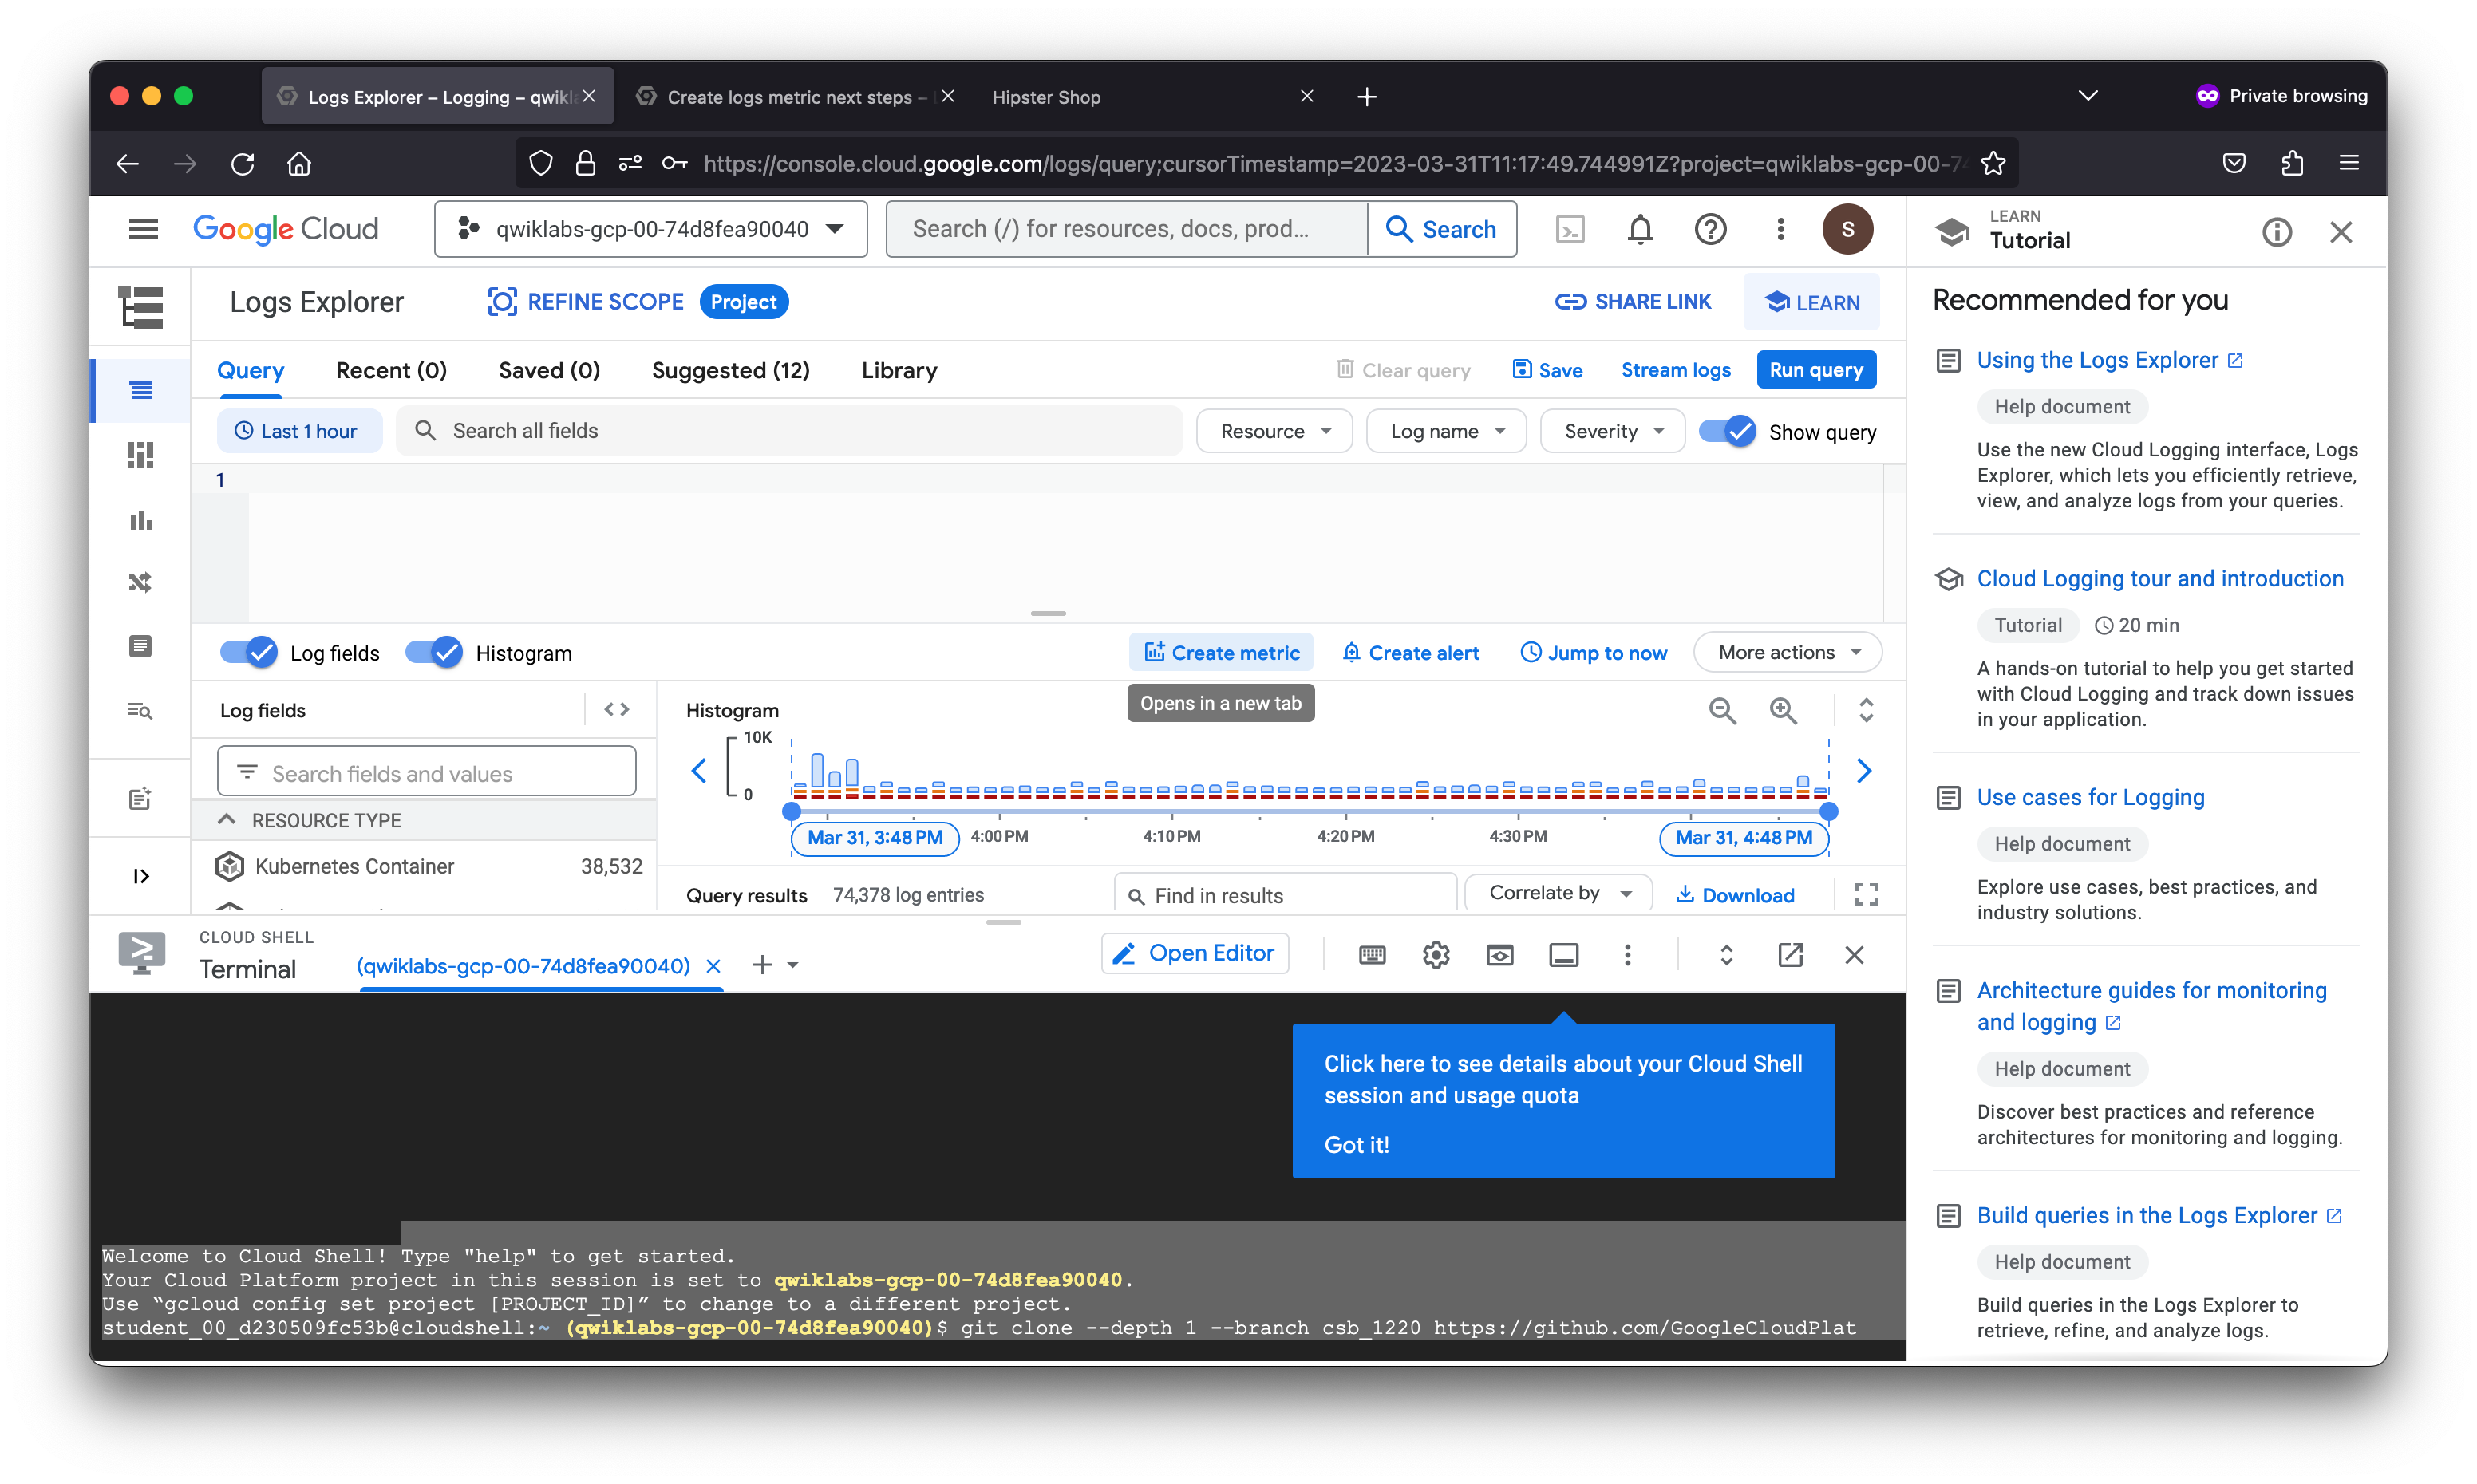 Logs Explorer – Logging – qwikl
Create logs metric next steps –
Hipster Shop
Private browsing
https://console.cloud.google.com/logs/query;cursorTimestamp=2023-03-31T11:17:49.744991Z?project=qwiklabs-gcp-00-74
Google Cloud
qwiklabs-gcp-00-74d8fea90040
Search (/) for resources, docs, prod...
Search
S
LEARN
Tutorial
Logs Explorer
REFINE SCOPE
Project
SHARE LINK
LEARN
Query
Recent (0)
Saved (0)
Suggested (12)
Library
Clear query
Save
Stream logs
Run query
Last 1 hour
Search all fields
Resource
Log name
Severity
Show query
1
Log fields
Histogram
Create metric
Create alert
Jump to now
More actions
Opens in a new tab
Log fields
Search fields and values
RESOURCE TYPE
Kubernetes Container
38,532
Histogram
10K
0
Mar 31, 3:48 PM
4:00 PM
4:10 PM
4:20 PM
4:30 PM
Mar 31, 4:48 PM
Query results
74,378 log entries
Find in results
Correlate by
Download
CLOUD SHELL
Terminal
(qwiklabs-gcp-00-74d8fea90040)
Open Editor
Click here to see details about your Cloud Shell
session and usage quota
Got it!
Welcome to Cloud Shell! Type "help" to get started.
Your Cloud Platform project in this session is set to qwiklabs-gcp-00-74d8fea90040.
Use “gcloud config set project [PROJECT_ID]” to change to a different project.
student_00_d230509fc53b@cloudshell:~ (qwiklabs-gcp-00-74d8fea90040)$ git clone --depth 1 --branch csb_1220 https://github.com/GoogleCloudPlat
Recommended for you
Using the Logs Explorer
Help document
Use the new Cloud Logging interface, Logs
Explorer, which lets you efficiently retrieve,
view, and analyze logs from your queries.
Cloud Logging tour and introduction
Tutorial
20 min
A hands-on tutorial to help you get started
with Cloud Logging and track down issues
in your application.
Use cases for Logging
Help document
Explore use cases, best practices, and
industry solutions.
Architecture guides for monitoring
and logging
Help document
Discover best practices and reference
architectures for monitoring and logging.
Build queries in the Logs Explorer
Help document
Build queries in the Logs Explorer to
retrieve, refine, and analyze logs.